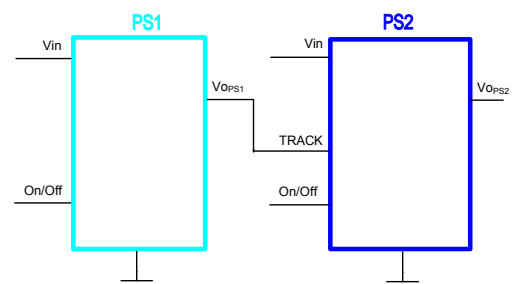 PS1
PS2
Vin
Vin
VoPS1
VoPS2
TRACK
On/Off
On/Off